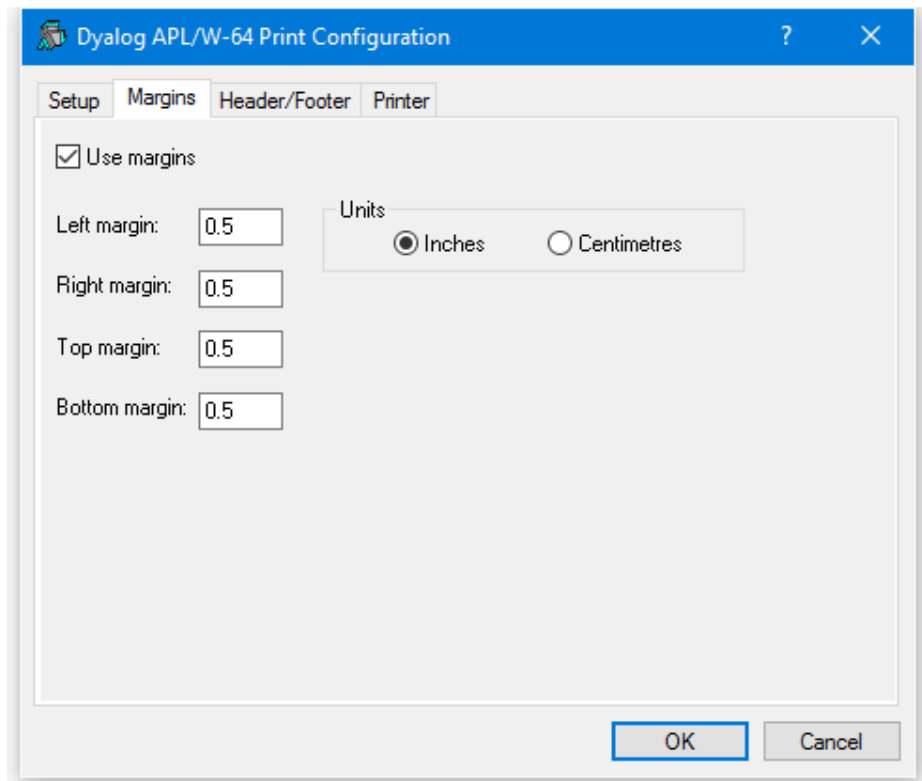 Dyalog APL/W-64 Print Configuration ?
Setup Margins Header/Footer Printer
Use margins
Units
Left margin: 0.5 Inches Centimetres
Right margin: 0.5
Top margin: 0.5
Bottom margin: 0.5
OK Cancel